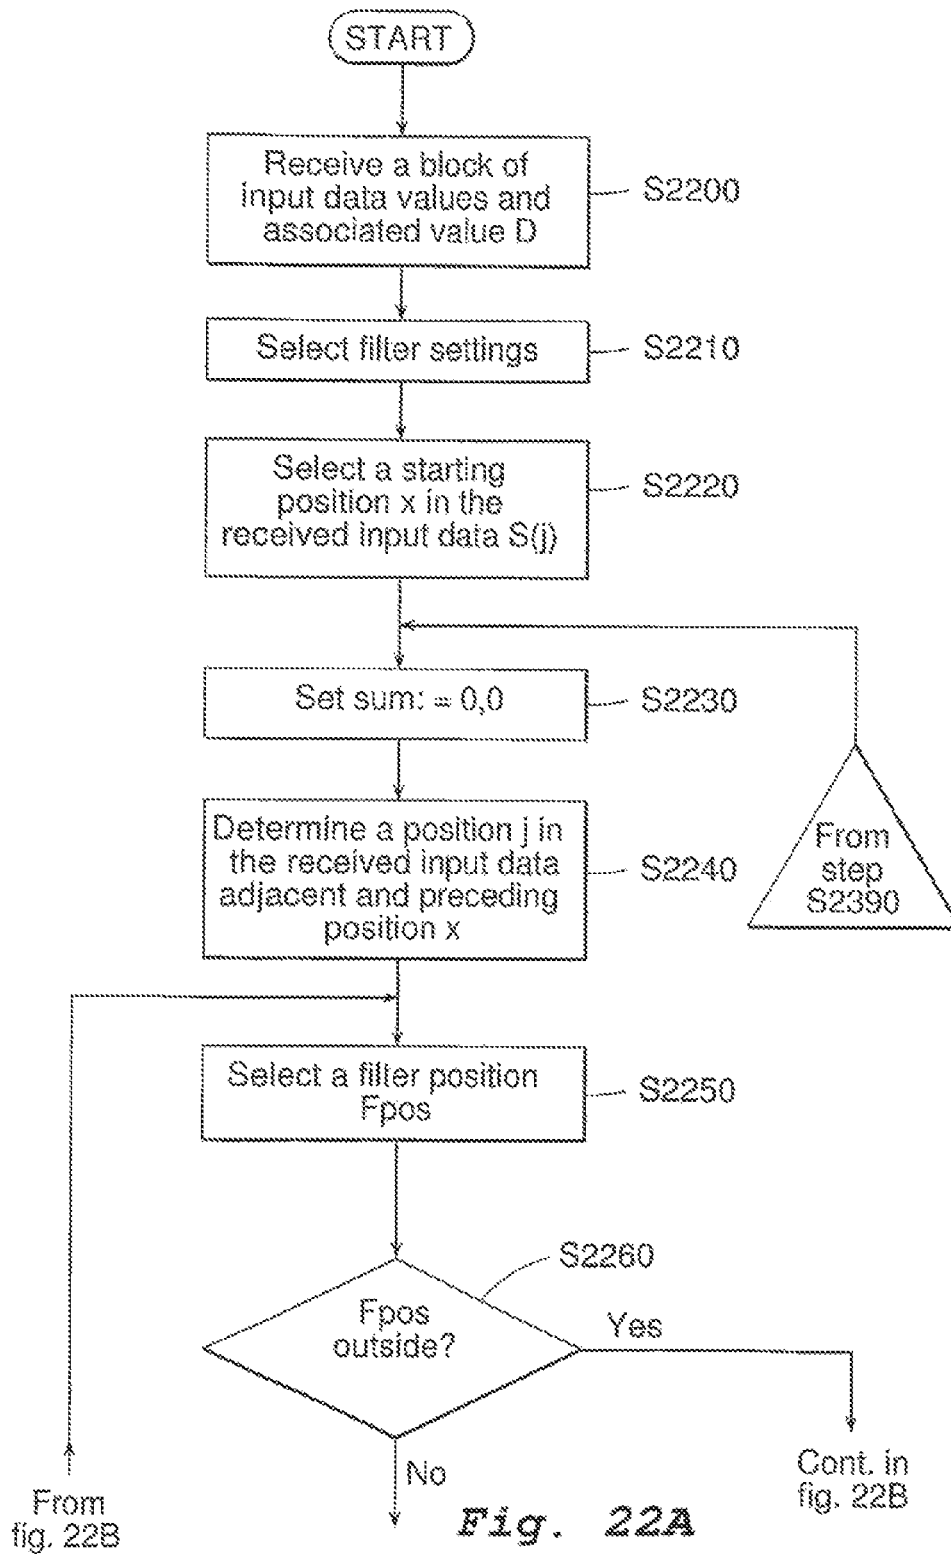 START
Receive a block of
input data values and
associated value D
S2200
Select filter settings
S2210
Select a starting
position x in the
received input data S(j)
S2220
Set sum: = 0,0
S2230
Determine a position j in
the received input data
adjacent and preceding
position x
S2240
From
step
S2390
Select a filter position
Fpos
S2250
S2260
Fpos
outside?
Yes
No
Cont. in
fig. 22B
From
fig. 22B
Fig. 22A